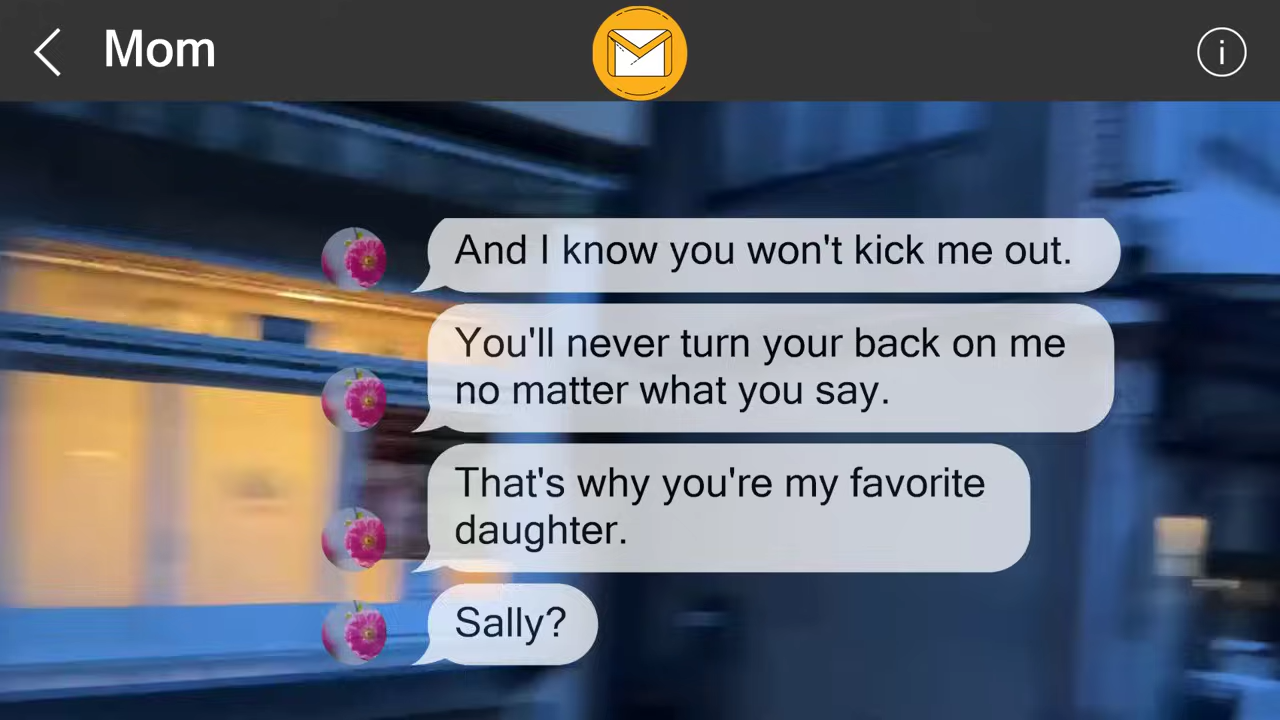 Mom
And I know you won't kick me out.
You'll never turn your back on me
no matter what you say.
That's why you're my favorite
daughter.
Sally?